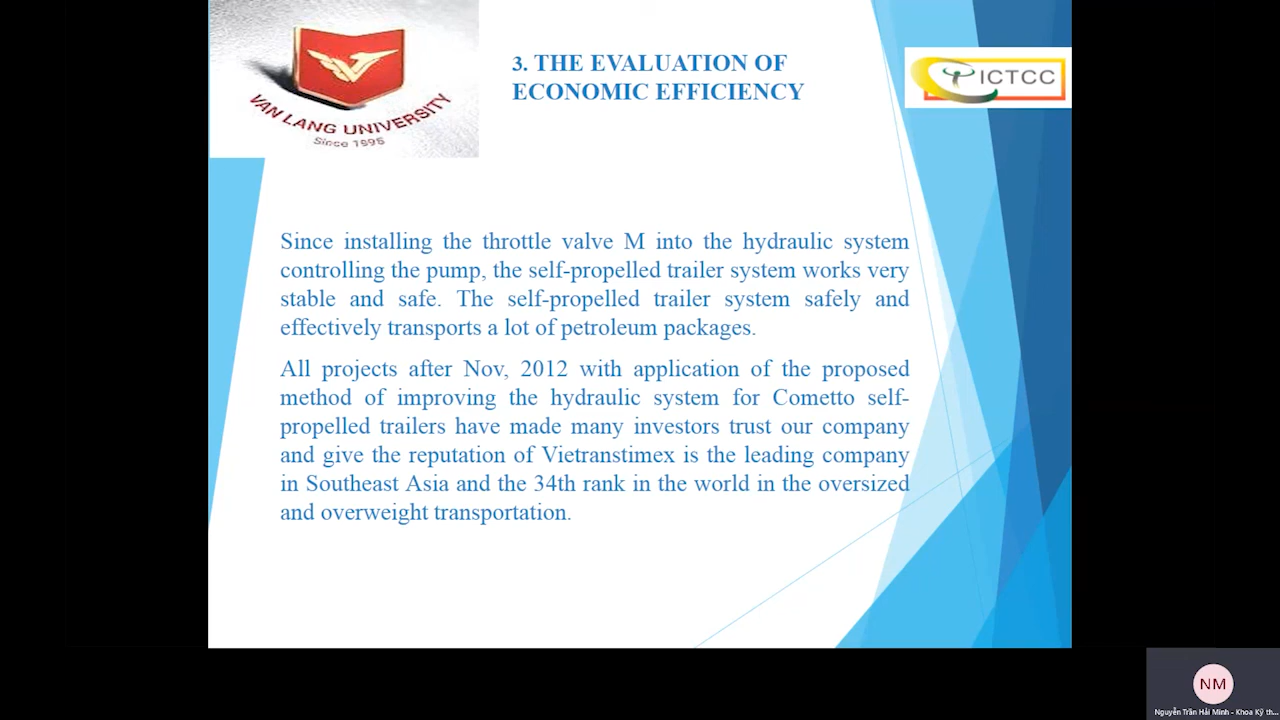 VAN LANG UNIVERSITY
Since 1995
3. THE EVALUATION OF
ECONOMIC EFFICIENCY
ICTCC
Since installing the throttle valve M into the hydraulic system
controlling the pump, the self-propelled trailer system works very
stable and safe. The self-propelled trailer system safely and
effectively transports a lot of petroleum packages.
All projects after Nov, 2012 with application of the proposed
method of improving the hydraulic system for Cometto self-
propelled trailers have made many investors trust our company
and give the reputation of Vietranstimex is the leading company
in Southeast Asia and the 34th rank in the world in the oversized
and overweight transportation.
NM
Nguyễn Trần Hải Minh - Khoa Kỹ th...